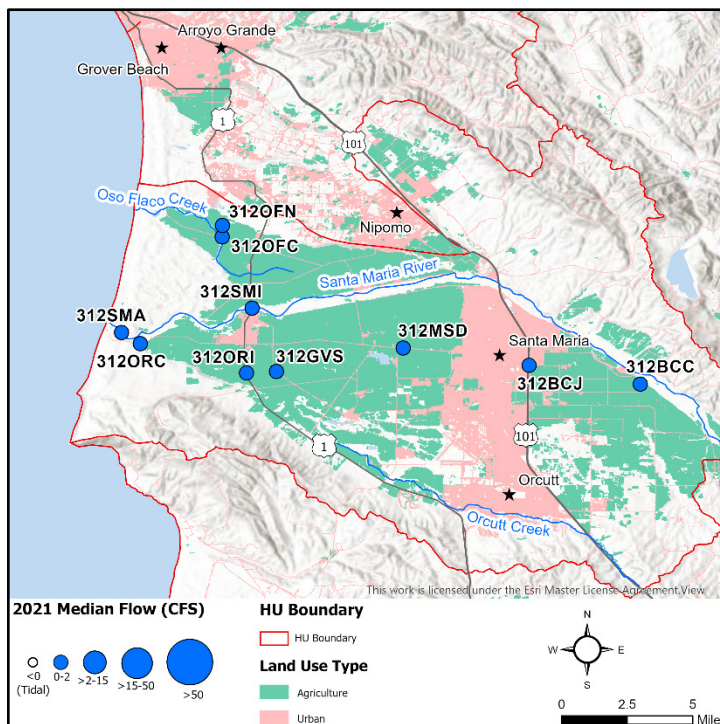 Arroyo Grande
Grover Beach
1
101
Oso Flaco Creek
312OFN
312OFC
Nipomo
Santa Maria River
312SMI
312SMA
312ORC
312MSD
Santa Maria
312ORI
312GVS
312BCJ
312BCC
1
101
Orcutt
Orcutt Creek
This work is licensed under the Esri Master License Agreement.View
2021 Median Flow (CFS)
<0 0-2 >2-15 >15-50 >50
(Tidal)
HU Boundary
HU Boundary
Land Use Type
Agriculture
Urban
N
W E
S
0 2.5 5
Mile